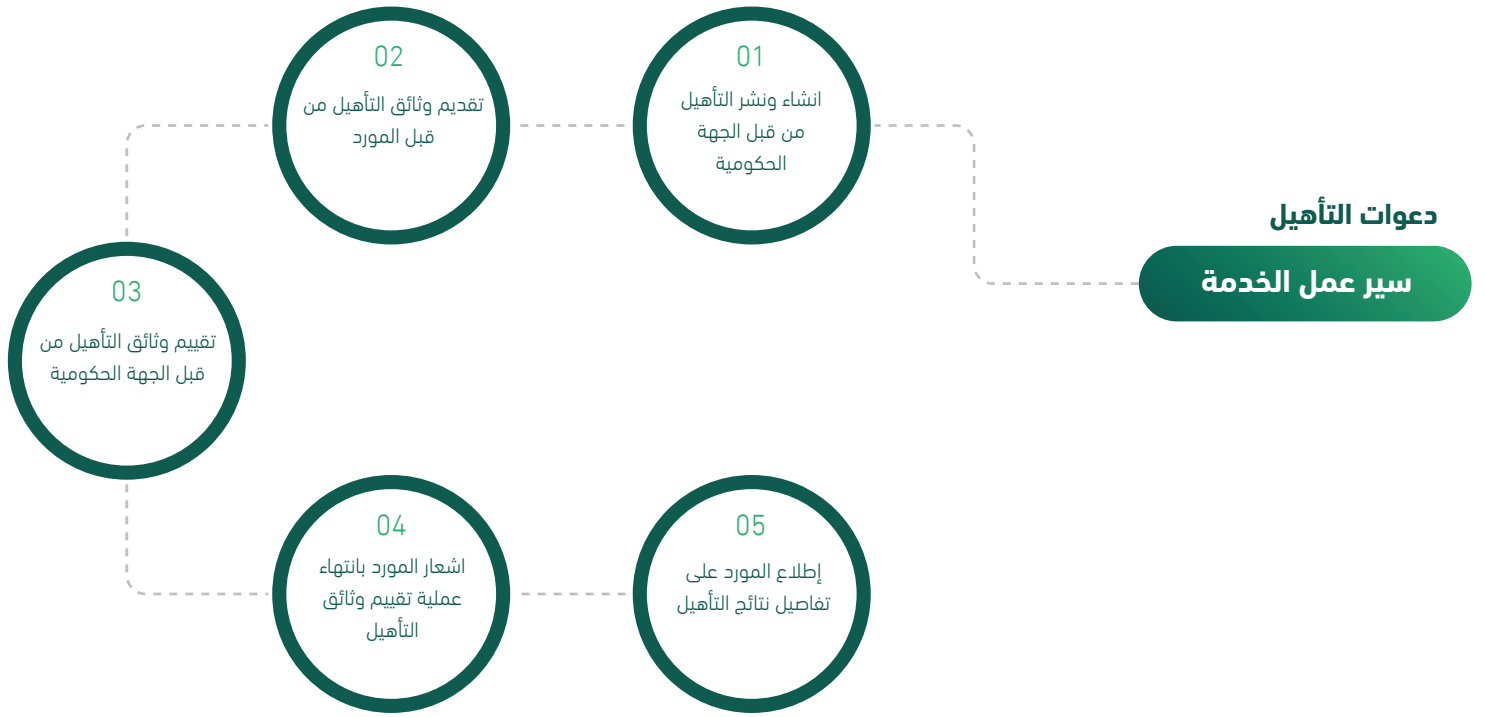 دعوات التأهيل
سير عمل الخدمة
01
انشاء ونشر التأهيل
من قبل الجهة
الحكومية
02
تقديم وثائق التأهيل من
قبل المورد
03
تقييم وثائق التأهيل من
قبل الجهة الحكومية
04
اشعار المورد بانتهاء
عملية تقييم وثائق
التأهيل
05
إطلاع المورد على
تفاصيل نتائج التأهيل